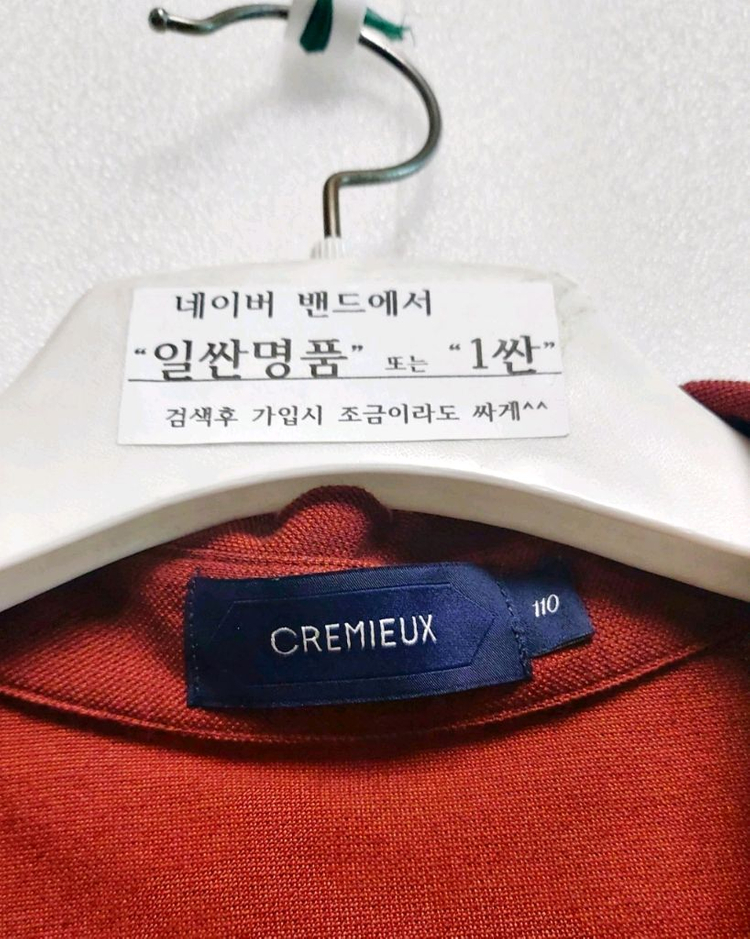 네이버 밴드에서
“일싼명품” 또는 “1싼”
검색후 가입시 조금이라도 싸게^^
CREMIEUX
110